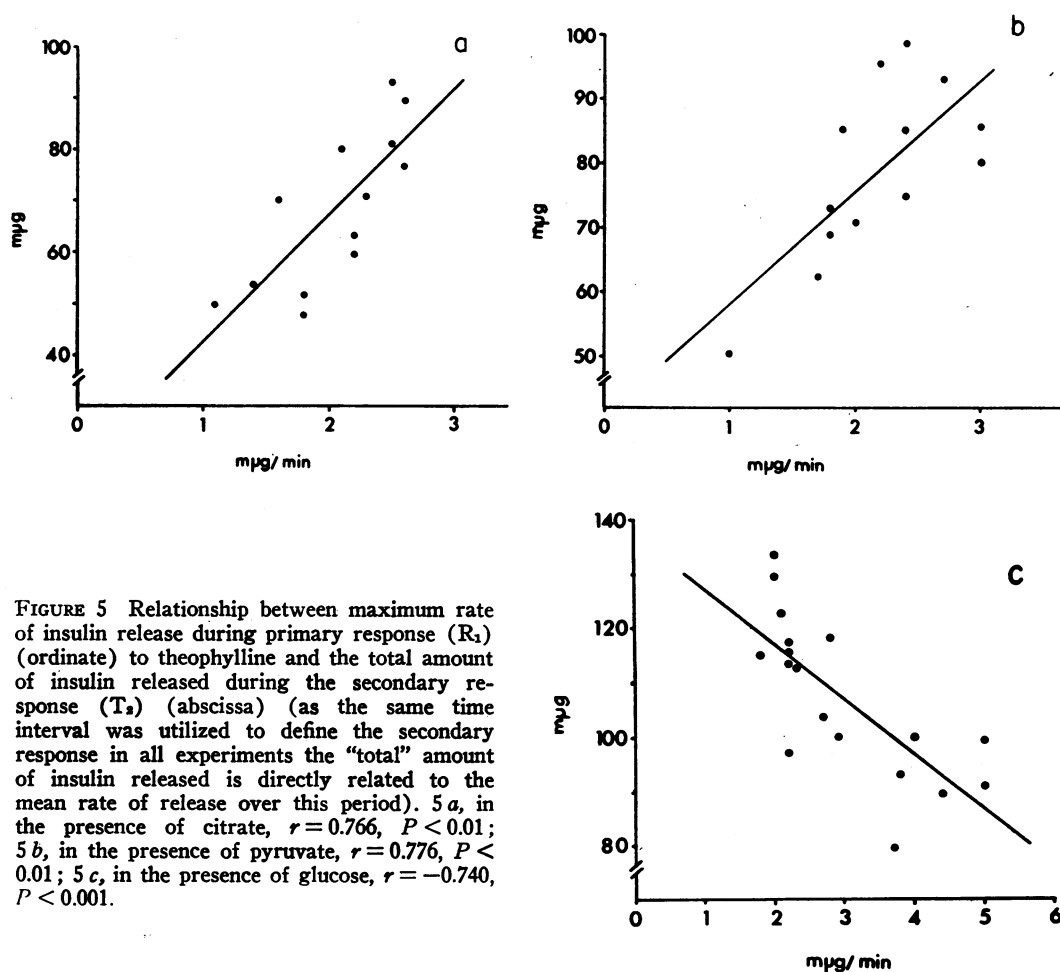 a
100
80
60
40
mµg
0
1
2
3
mµg/min
b
100
90
80
70
60
50
mµg
0
1
2
3
mµg/min
c
140
120
100
80
mµg
0
1
2
3
4
5
6
mµg/min
FIGURE 5 Relationship between maximum rate
of insulin release during primary response (R₁)
(ordinate) to theophylline and the total amount
of insulin released during the secondary re-
sponse (T₂) (abscissa) (as the same time
interval was utilized to define the secondary
response in all experiments the “total” amount
of insulin released is directly related to the
mean rate of release over this period). 5 a, in
the presence of citrate, r = 0.766, P < 0.01;
5 b, in the presence of pyruvate, r = 0.776, P <
0.01; 5 c, in the presence of glucose, r = −0.740,
P < 0.001.